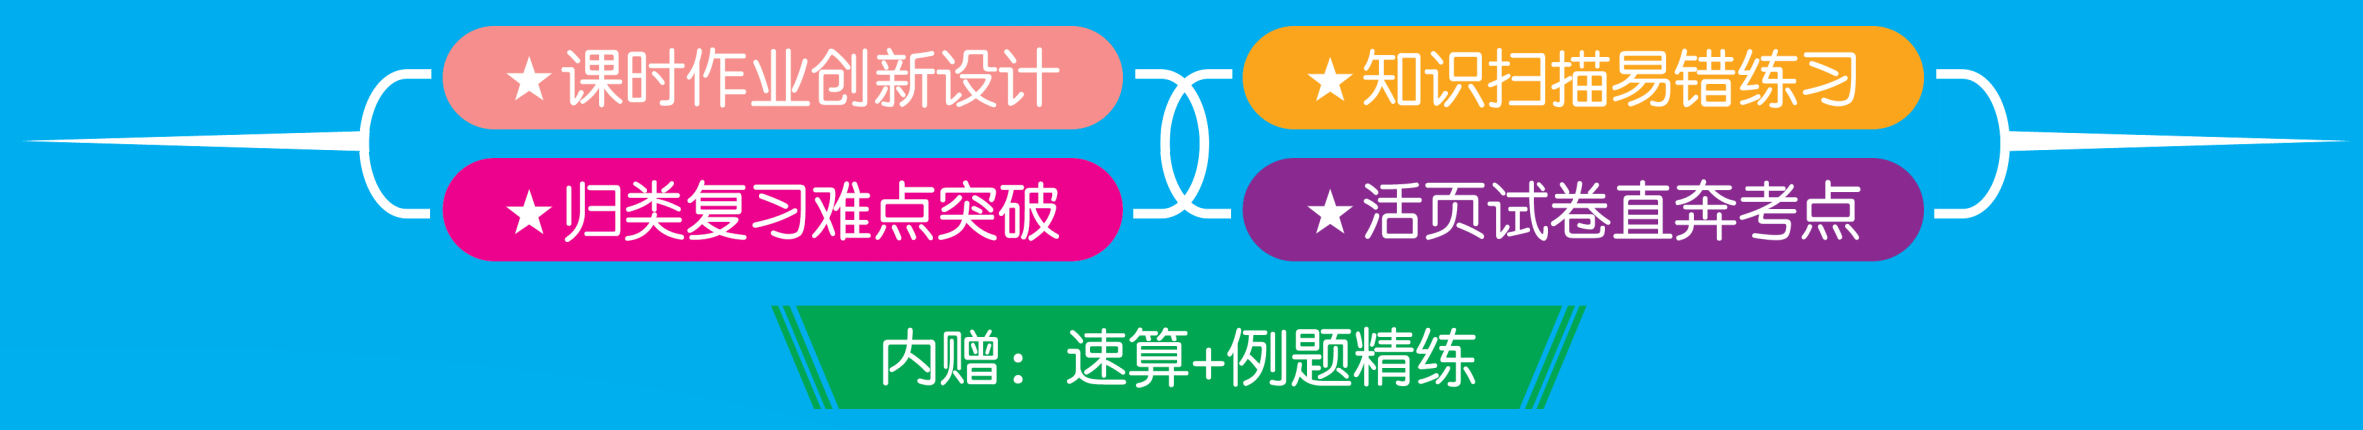 ★课时作业创新设计
★知识扫描易错练习
★归类复习难点突破
★活页试卷直奔考点
内赠：速算+例题精练